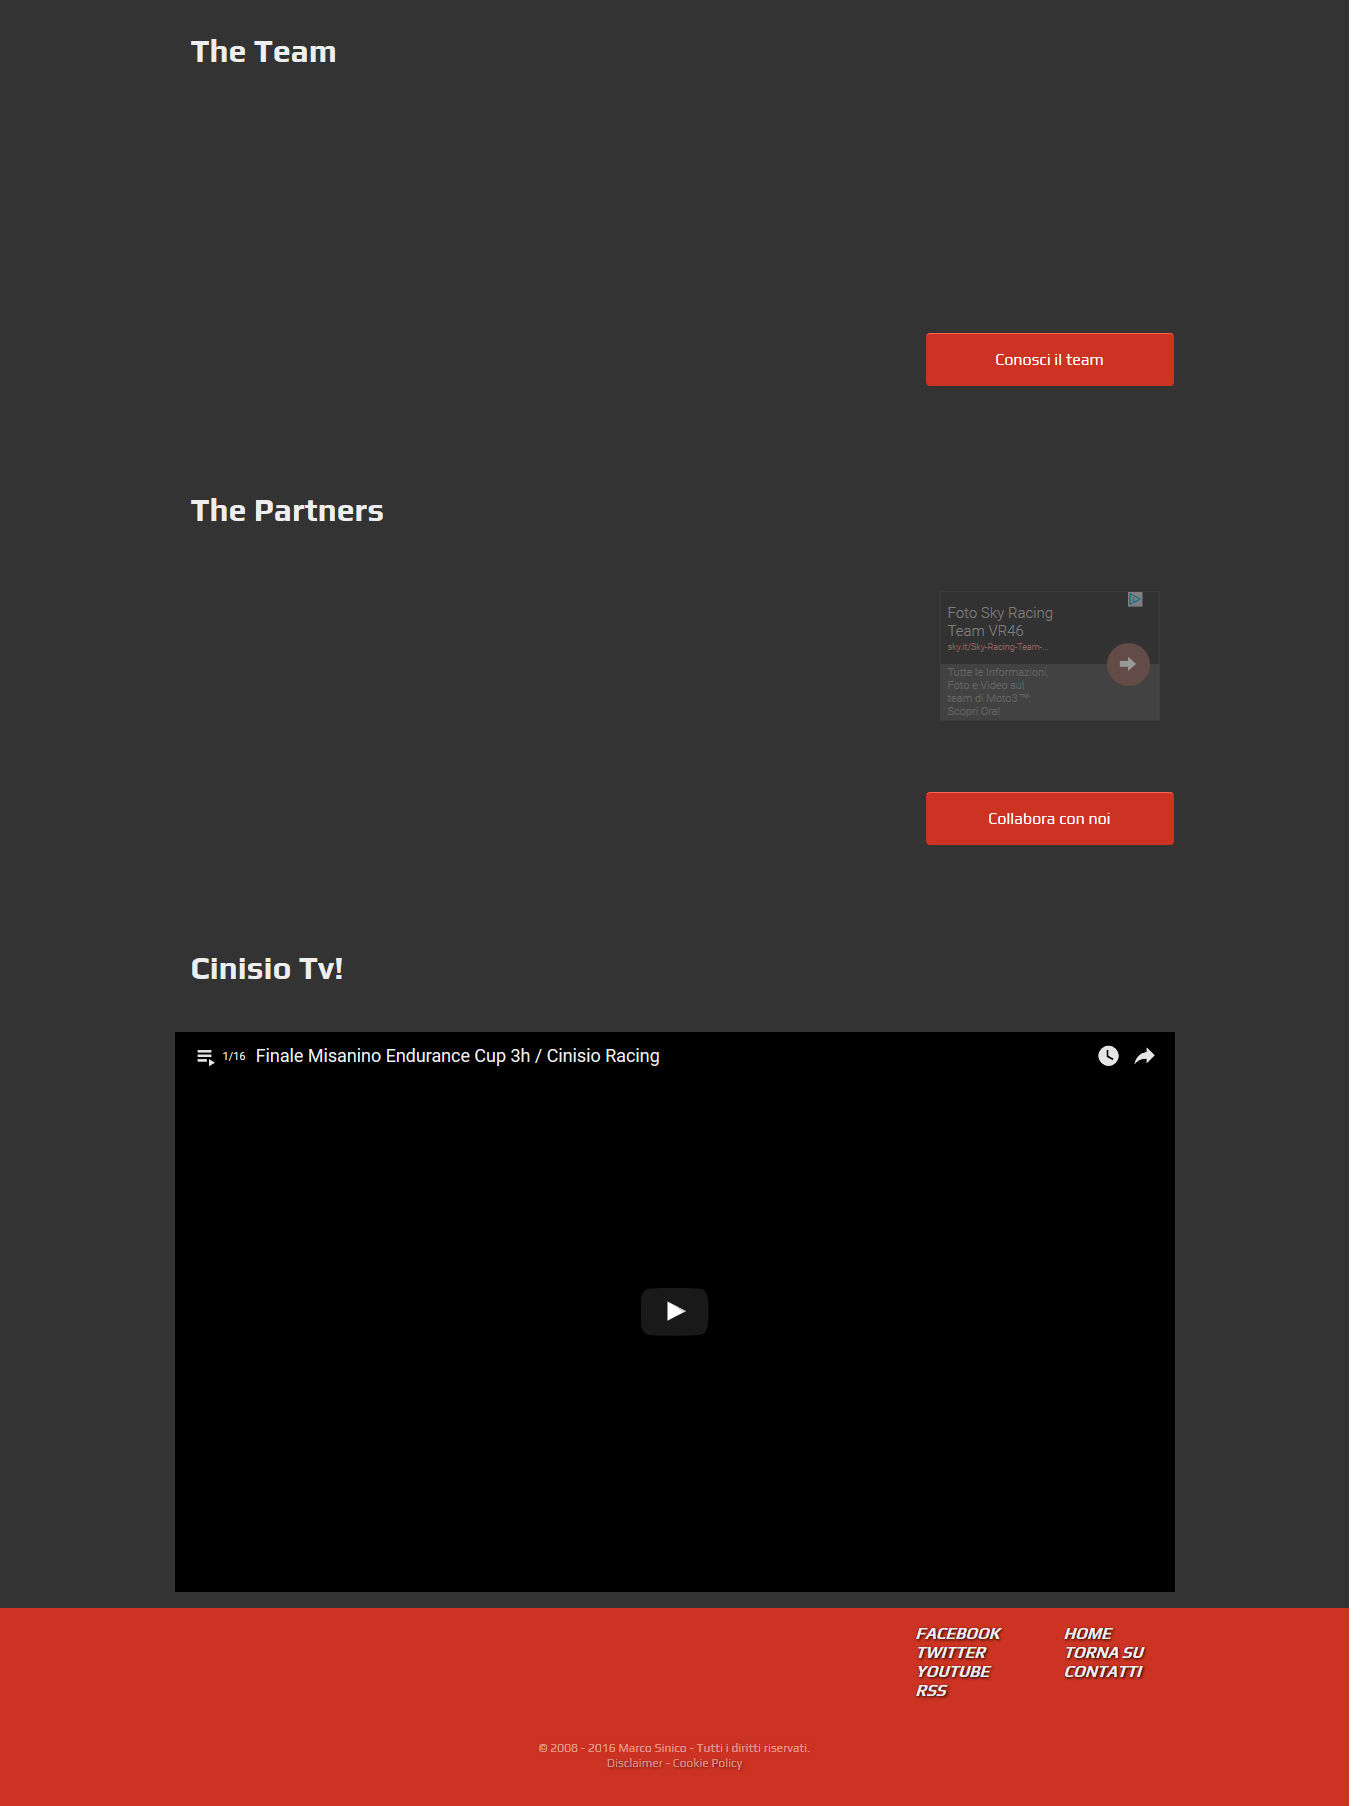 The Team
Conosci il team
The Partners
Foto Sky Racing
Team VR46
sky.it/Sky-Racing-Team-...
Tutte le Informazioni,
Foto e Video sul
team di Moto3™:
Scopri Ora!
Collabora con noi
Cinisio Tv!
1/16 Finale Misanino Endurance Cup 3h / Cinisio Racing
FACEBOOK
TWITTER
YOUTUBE
RSS
HOME
TORNA SU
CONTATTI
© 2008 - 2016 Marco Sinico - Tutti i diritti riservati.
Disclaimer - Cookie Policy